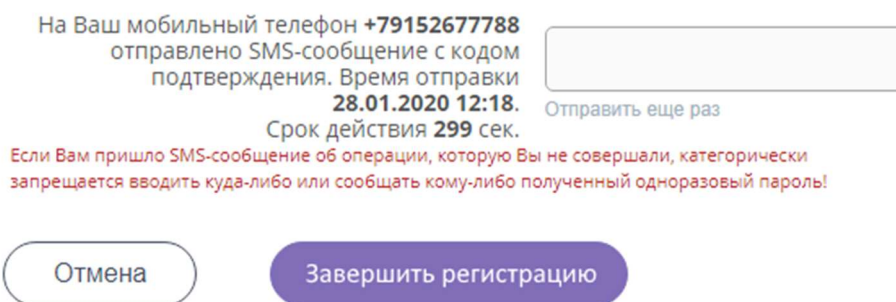 На Ваш мобильный телефон +79152677788
отправлено SMS-сообщение с кодом
подтверждения. Время отправки
28.01.2020 12:18.
Срок действия 299 сек.
Отправить еще раз
Если Вам пришло SMS-сообщение об операции, которую Вы не совершали, категорически
запрещается вводить куда-либо или сообщать кому-либо полученный одноразовый пароль!
Отмена
Завершить регистрацию